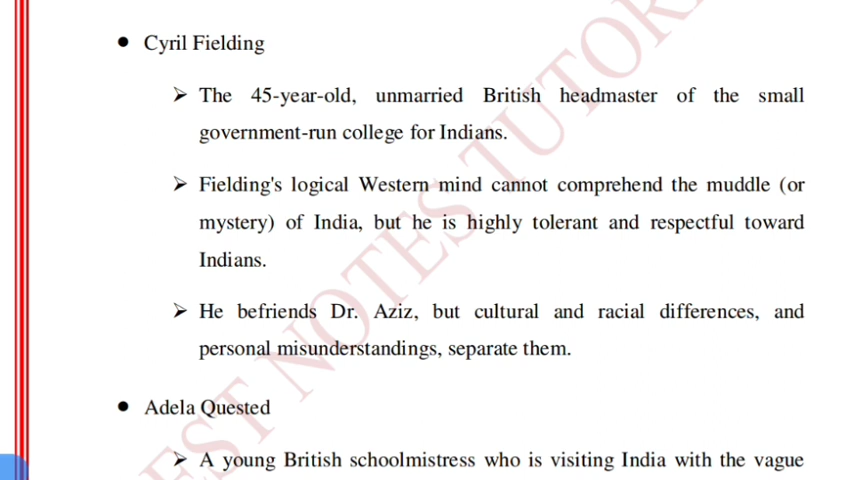 • Cyril Fielding
➢ The 45-year-old, unmarried British headmaster of the small
government-run college for Indians.
➢ Fielding's logical Western mind cannot comprehend the muddle (or
mystery) of India, but he is highly tolerant and respectful toward
Indians.
➢ He befriends Dr. Aziz, but cultural and racial differences, and
personal misunderstandings, separate them.
• Adela Quested
➢ A young British schoolmistress who is visiting India with the vague
NOTES